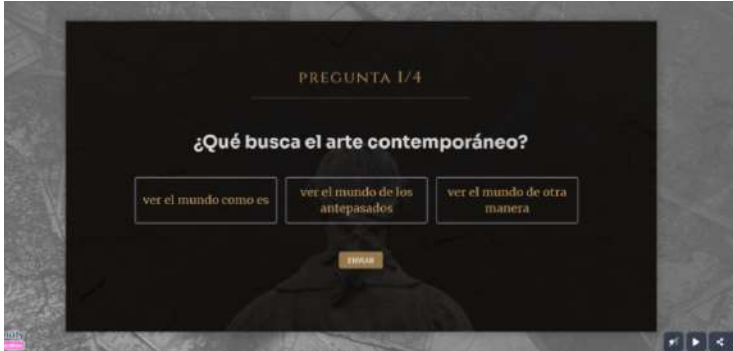 PREGUNTA 1/4
¿Qué busca el arte contemporáneo?
ver el mundo como es
ver el mundo de los
antepasados
ver el mundo de otra
manera
ENVIAR